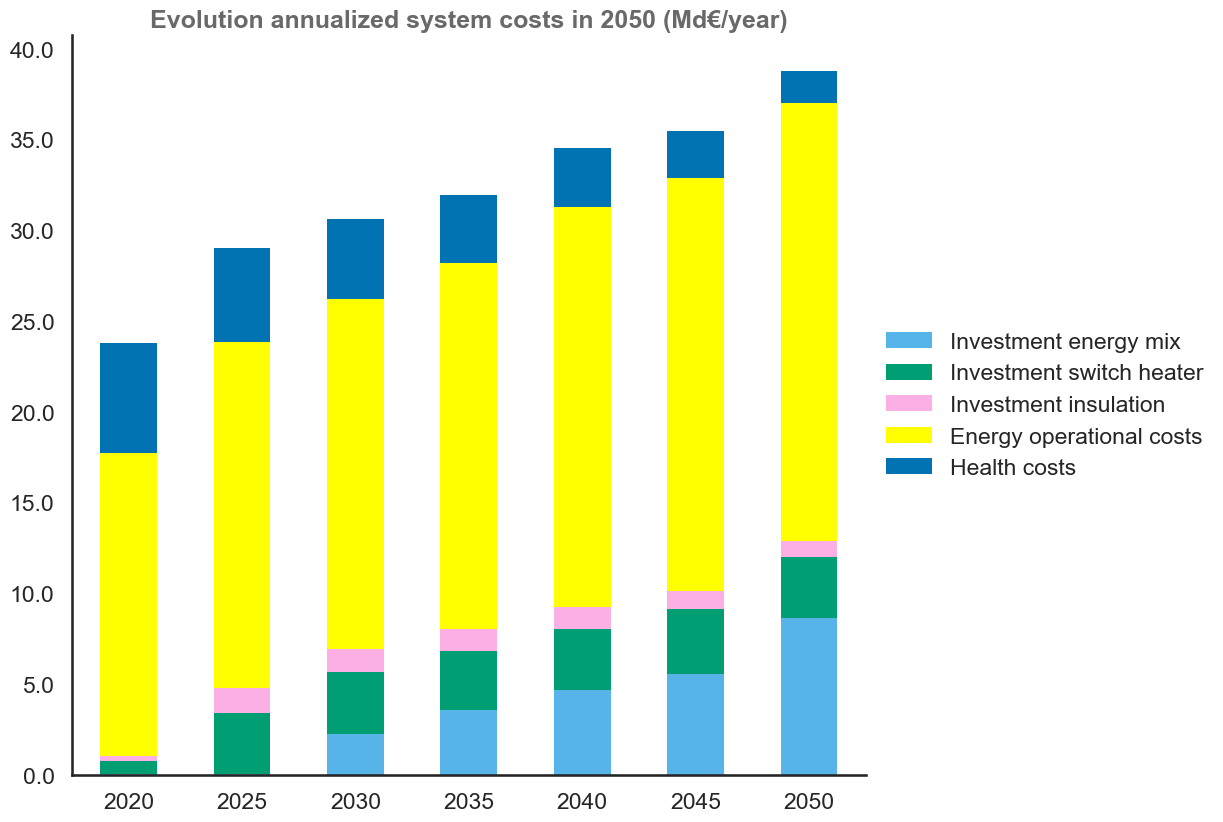 Evolution annualized system costs in 2050 (Md€/year)
40.0
35.0
30.0
25.0
20.0
15.0
10.0
5.0
0.0
2020 2025 2030 2035 2040 2045 2050
Investment energy mix
Investment switch heater
Investment insulation
Energy operational costs
Health costs